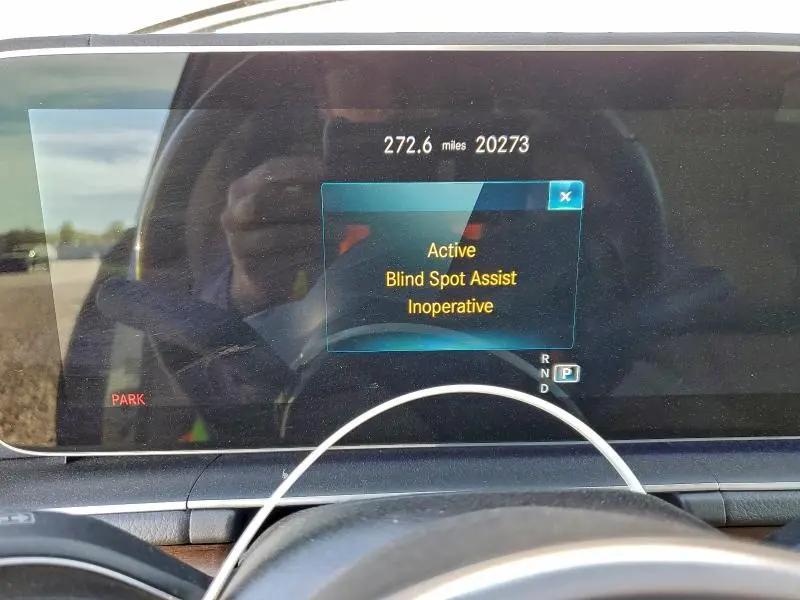 272.6 miles 20273
X
Active
Blind Spot Assist
Inoperative
R
N P
D
PARK